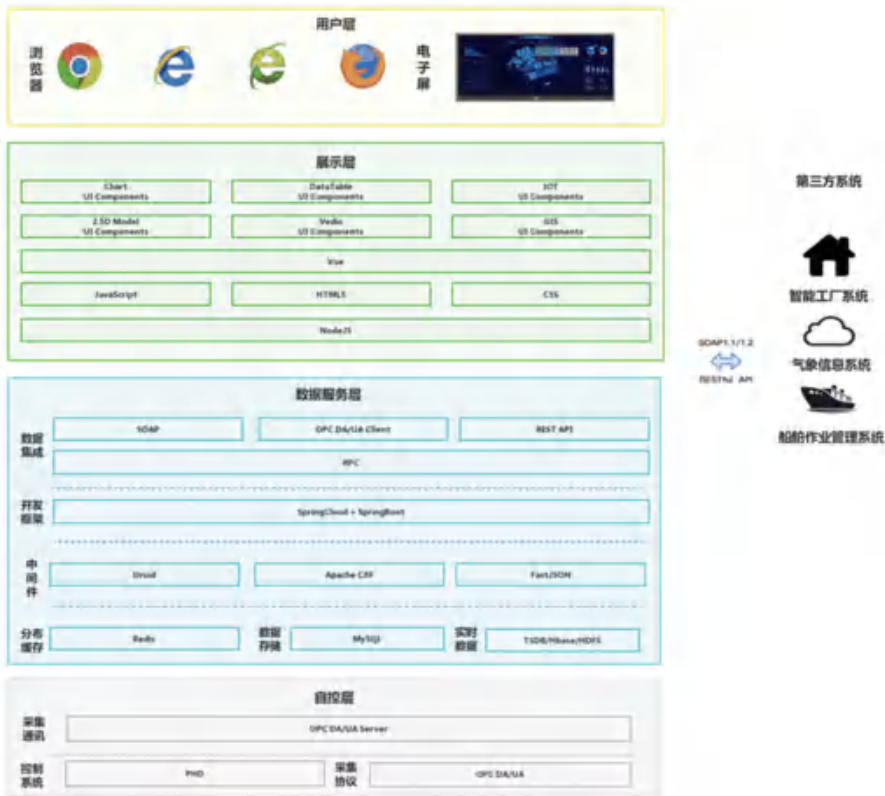 用户层
浏览器
电子屏
展示层
Chart
UI Components
DataTable
UI Components
IOT
UI Components
2.5D Model
UI Components
Vedio
UI Components
GIS
UI Components
Vue
JavaScript
HTML5
CSS
NodeJS
数据服务层
数据集成
SOAP
OPC DA/UA Client
REST API
RPC
开发框架
SpringCloud + SpringBoot
中间件
Druid
Apache CXF
FastJSON
分布缓存
Redis
数据存储
MySQL
实时数据
TSDB/Hbase/HDFS
自控层
采集通讯
OPC DA/UA Server
控制系统
PHD
采集协议
OPC DA/UA
SOAP1.1/1.2
RESTful API
第三方系统
智能工厂系统
气象信息系统
船舶作业管理系统